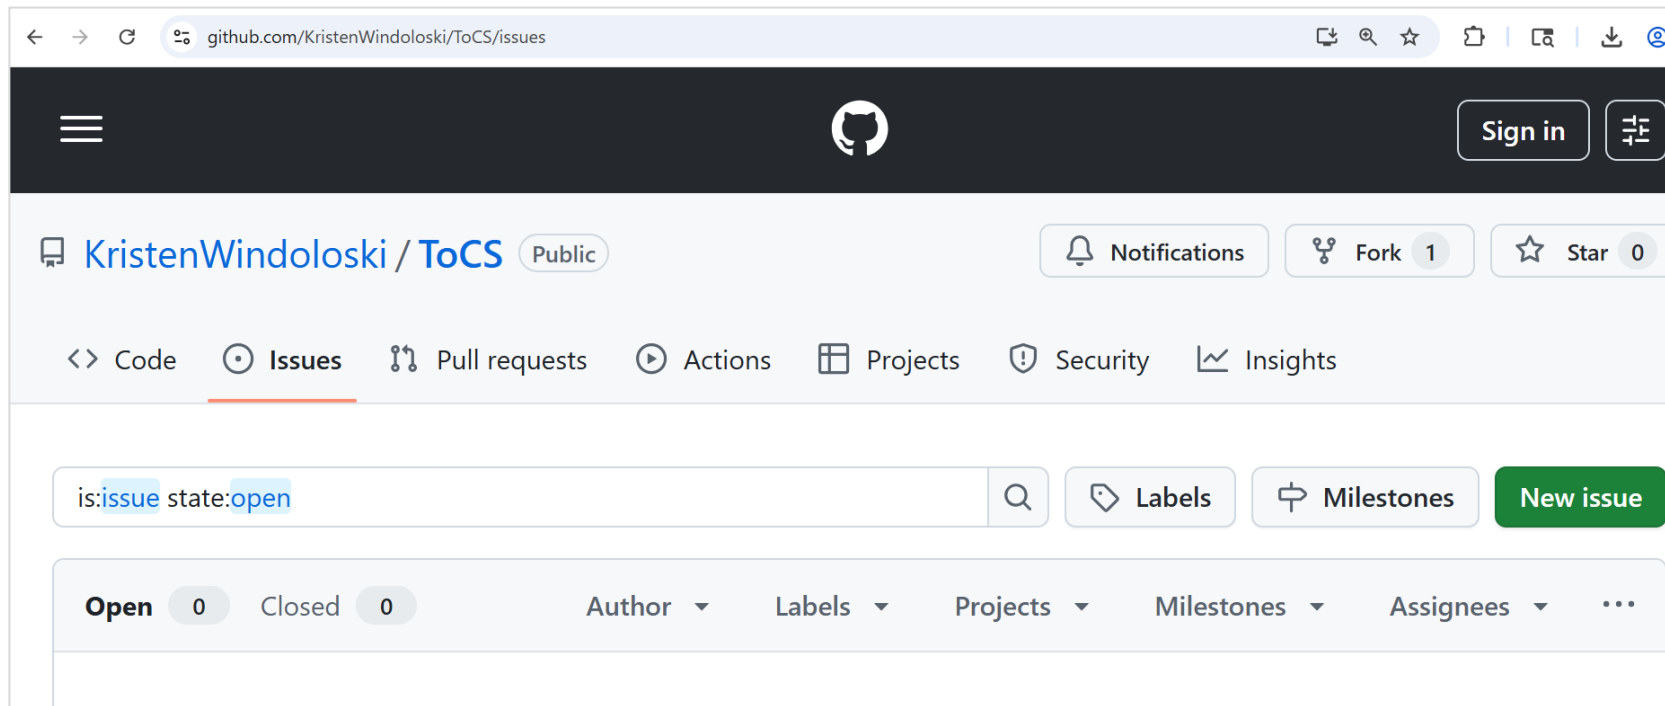 github.com/KristenWindoloski/ToCS/issues
Sign in
KristenWindoloski / ToCS Public Notifications Fork 1 Star 0
Code Issues Pull requests Actions Projects Security Insights
is:issue state:open Labels Milestones New issue
Open 0 Closed 0 Author Labels Projects Milestones Assignees